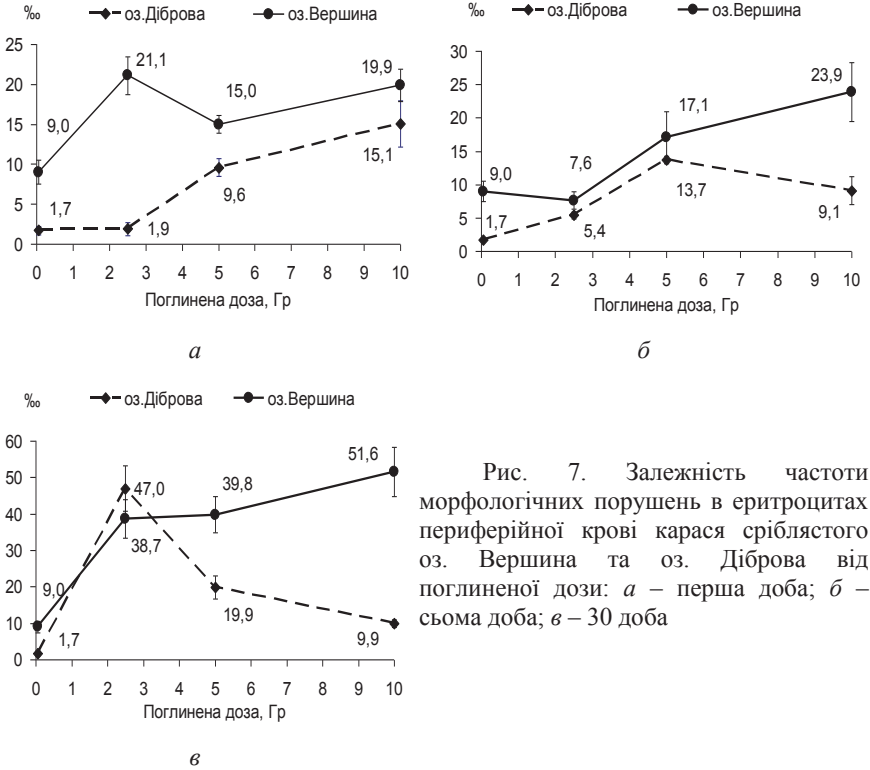 ‰ оз.Діброва оз.Вершина
25
20
15
10
5
0
9,0
21,1
15,0
19,9
1,7
1,9
9,6
15,1
0 1 2 3 4 5 6 7 8 9 10
Поглинена доза, Гр
а
‰ оз.Діброва оз.Вершина
30
25
20
15
10
5
0
9,0
7,6
17,1
23,9
1,7
5,4
13,7
9,1
0 1 2 3 4 5 6 7 8 9 10
Поглинена доза, Гр
б
‰ оз.Діброва оз.Вершина
60
50
40
30
20
10
0
9,0
47,0
39,8
51,6
1,7
38,7
19,9
9,9
0 1 2 3 4 5 6 7 8 9 10
Поглинена доза, Гр
в
Рис. 7. Залежність частоти
морфологічних порушень в еритроцитах
периферійної крові карася сріблястого
оз. Вершина та оз. Діброва від
поглиненої дози: а – перша доба; б –
сьома доба; в – 30 доба